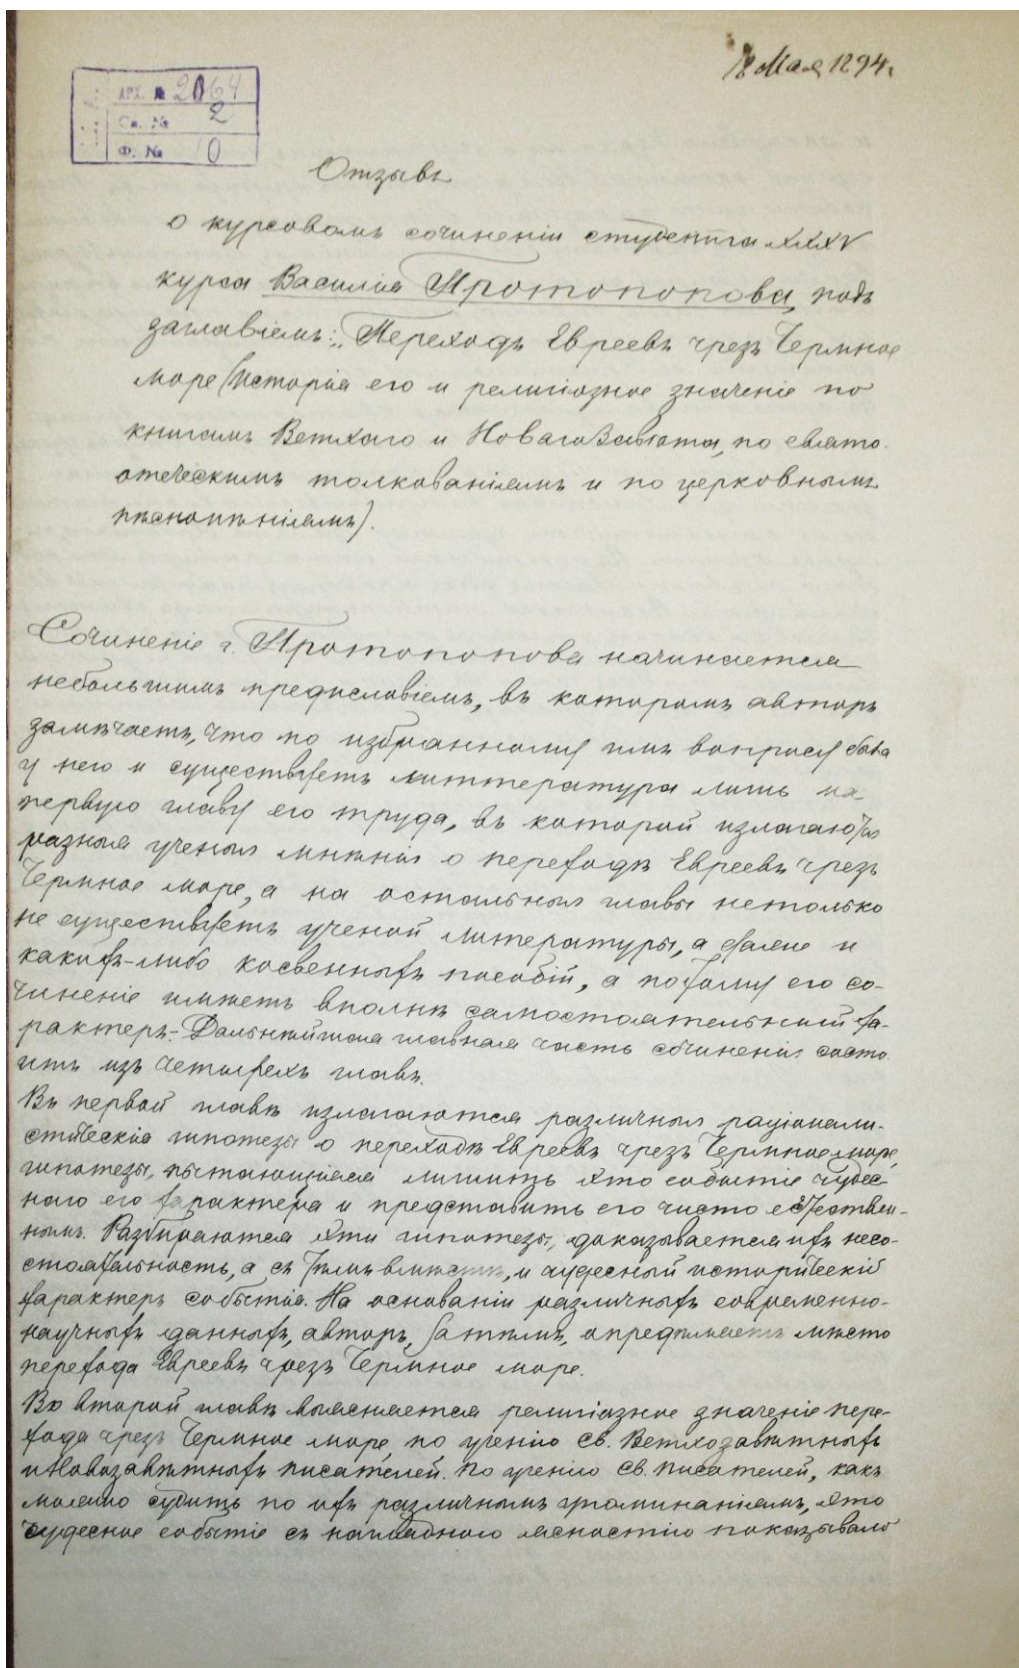 18 Мая 1894 г.
АРХ. № 2064
Св. № 2
Ф. № 10
Отзывъ
о курсовомъ сочиненіи студента XXXV
курса Василія Протопопова, подъ
заглавіемъ: „Переходъ Евреевъ чрезъ Чермное
море (исторія его и религіозное значеніе по
книгамъ Ветхаго и Новаго Завѣта, по свято-
отеческимъ толкованіямъ и по церковнымъ
пѣснопѣніямъ).
Сочиненіе г. Протопопова начинается
небольшимъ предисловіемъ, въ которомъ авторъ
замѣчаетъ, что по избранному имъ вопросу была
у него и существуетъ литтература лишь на
первую главу его труда, въ которой излагаются
разныя ученыя мнѣнія о переходѣ Евреевъ чрезъ
Чермное море, а на остальныя главы нетолько
не существуетъ ученой литературы, а даже и
какихъ-либо косвенныхъ пособій, а потому его со-
чиненіе имѣетъ вполнѣ самостоятельный ха-
рактеръ. Дальнѣйшая главная часть сочиненія состо-
итъ изъ четырехъ главъ.
Въ первой главѣ излагаются различныя раціонали-
стическія гипотезы о переходѣ Евреевъ чрезъ Чермное море,
гипотезы, пытающіяся лишить это событіе чудес-
наго его характера и представить его чисто естествен-
нымъ. Разбираются эти гипотезы, доказывается ихъ несо-
стоятельность, а съ тѣмъ вмѣстѣ, и чудесный историческій
характеръ событія. На основаніи различныхъ современно-
научныхъ данныхъ, авторъ, затѣмъ, опредѣляетъ мѣсто
перехода Евреевъ чрезъ Чермное море.
Во второй главѣ выясняется религіозное значеніе пере-
хода чрезъ Чермное море, по ученію св. Ветхозавѣтныхъ
и Новозавѣтныхъ писателей. По ученію св. писателей, какъ
можно судить по ихъ различнымъ упоминаніямъ, это
чудесное событіе съ наглядною ясностію показывало